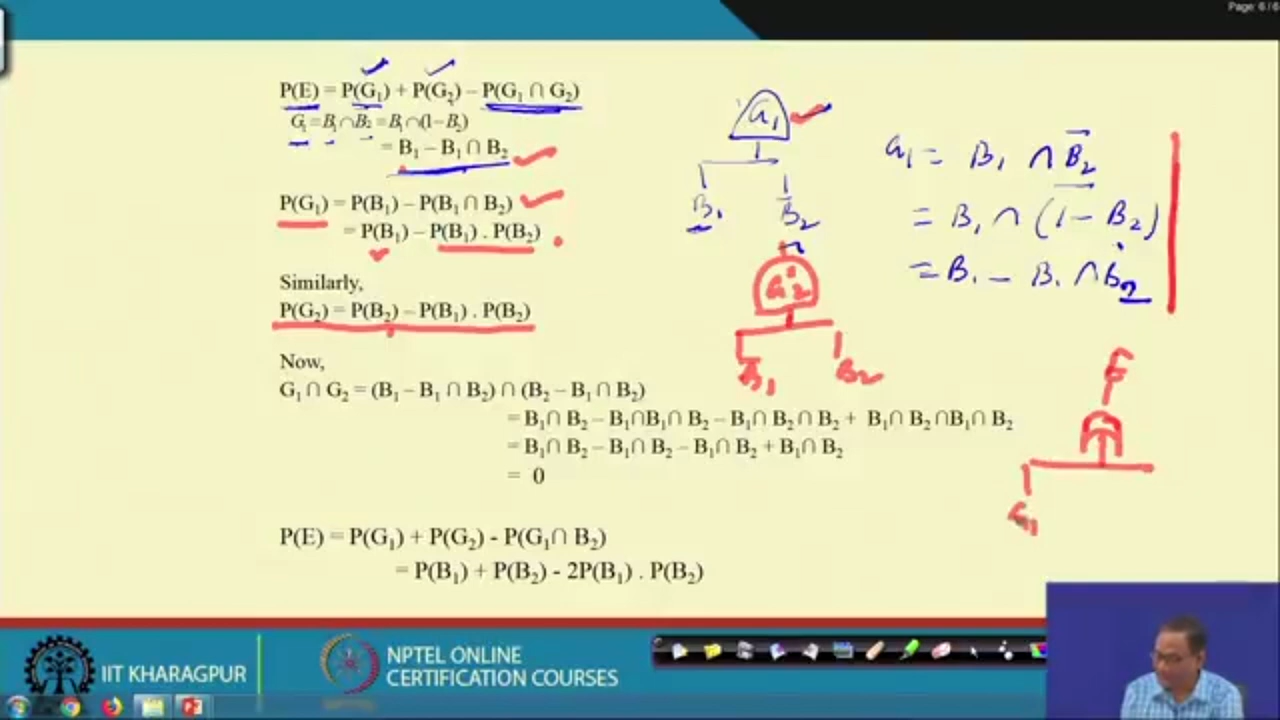 Page: 6 / 6
P(E) = P(G₁) + P(G₂) – P(G₁ ∩ G₂)
G₁ = B₁ ∩ B̄₂ = B₁ ∩ (1 – B₂)
= B₁ – B₁ ∩ B₂
P(G₁) = P(B₁) – P(B₁ ∩ B₂)
= P(B₁) – P(B₁) . P(B₂)
Similarly,
P(G₂) = P(B₂) – P(B₁) . P(B₂)
Now,
G₁ ∩ G₂ = (B₁ – B₁ ∩ B₂) ∩ (B₂ – B₁ ∩ B₂)
= B₁∩ B₂ – B₁∩B₁∩ B₂ – B₁∩ B₂∩ B₂ + B₁∩ B₂ ∩B₁∩ B₂
= B₁∩ B₂ – B₁∩ B₂ – B₁∩ B₂ + B₁∩ B₂
= 0
P(E) = P(G₁) + P(G₂) - P(G₁∩ B₂)
= P(B₁) + P(B₂) - 2P(B₁) . P(B₂)
G₁
B₁ B̄₂
G₂
B̄₁ B₂
G₁ = B₁ ∩ B̄₂
= B₁ ∩ (1 – B₂)
= B₁ – B₁ ∩ B₂
G₁
IIT KHARAGPUR
NPTEL ONLINE
CERTIFICATION COURSES